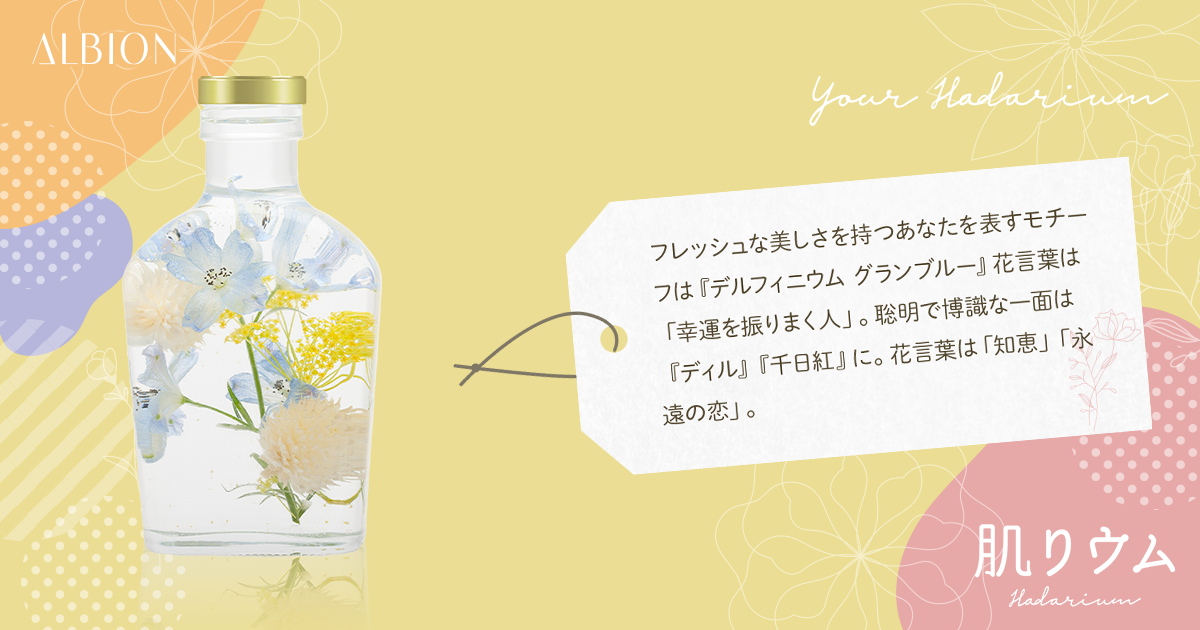 ALBION
Your Hadarium
フレッシュな美しさを持つあなたを表すモチー
フは『デルフィニウム グランブルー』花言葉は
「幸運を振りまく人」。聡明で博識な一面は
『ディル』『千日紅』に。花言葉は「知恵」「永
遠の恋」。
肌りウム
Hadarium